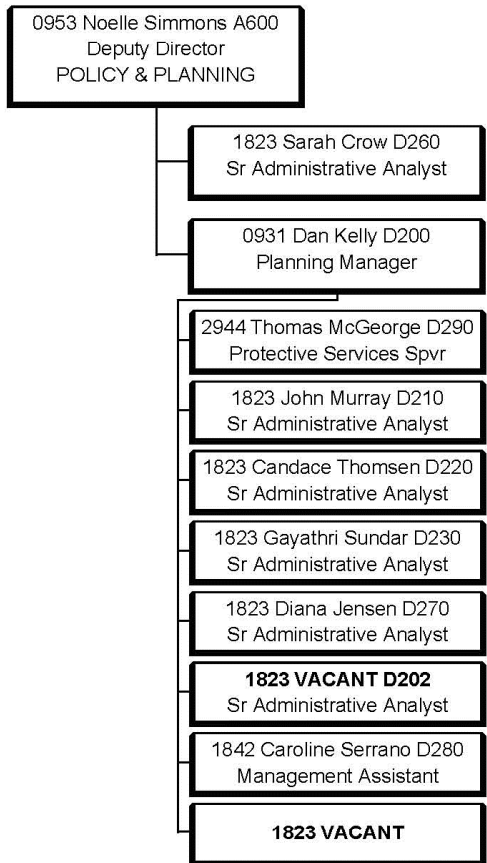 0953 Noelle Simmons A600
Deputy Director
POLICY & PLANNING
1823 Sarah Crow D260
Sr Administrative Analyst
0931 Dan Kelly D200
Planning Manager
2944 Thomas McGeorge D290
Protective Services Spvr
1823 John Murray D210
Sr Administrative Analyst
1823 Candace Thomsen D220
Sr Administrative Analyst
1823 Gayathri Sundar D230
Sr Administrative Analyst
1823 Diana Jensen D270
Sr Administrative Analyst
1823 VACANT D202
Sr Administrative Analyst
1842 Caroline Serrano D280
Management Assistant
1823 VACANT